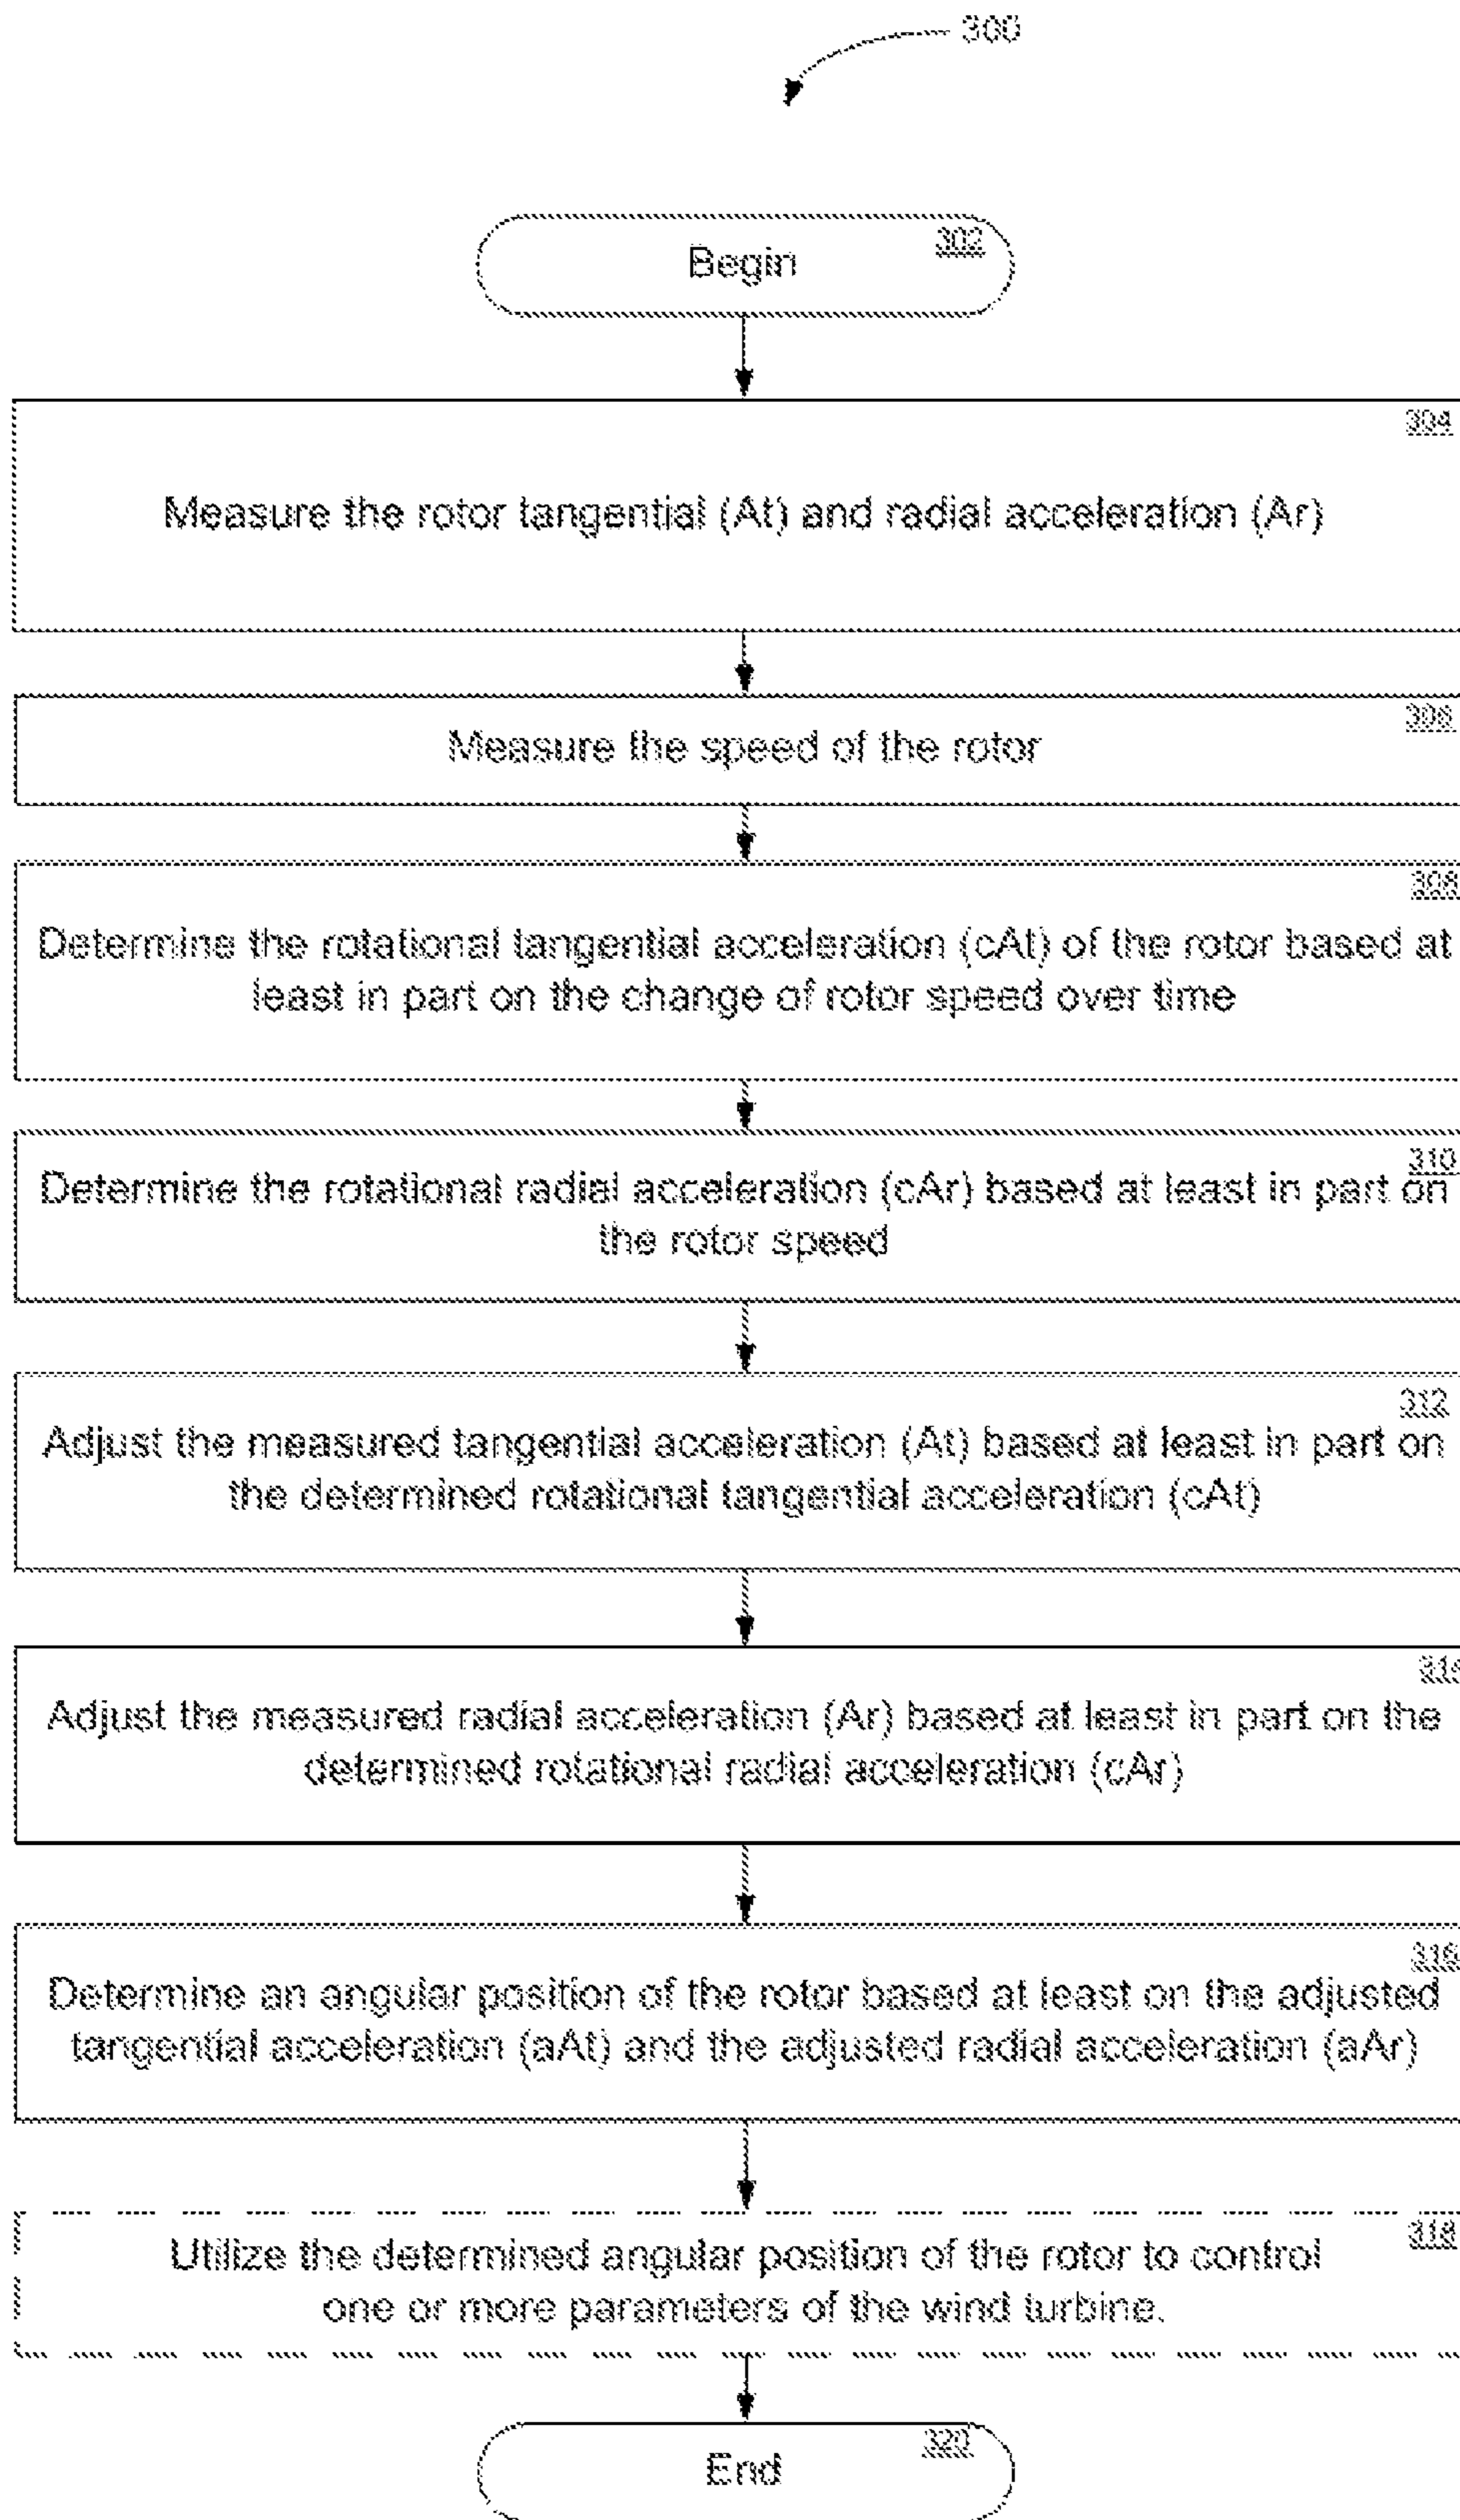 300
Begin
302
304
Measure the rotor tangential (At) and radial acceleration (Ar)
306
Measure the speed of the rotor
308
Determine the rotational tangential acceleration (cAt) of the rotor based at
least in part on the change of rotor speed over time
310
Determine the rotational radial acceleration (cAr) based at least in part on
the rotor speed
312
Adjust the measured tangential acceleration (At) based at least in part on
the determined rotational tangential acceleration (cAt)
Adjust the measured radial acceleration (Ar) based at least in part on the
determined rotational radial acceleration (cAr)
316
Determine an angular position of the rotor based at least on the adjusted
tangential acceleration (aAt) and the adjusted radial acceleration (aAr)
318
Utilize the determined angular position of the rotor to control
one or more parameters of the wind turbine.
320
End